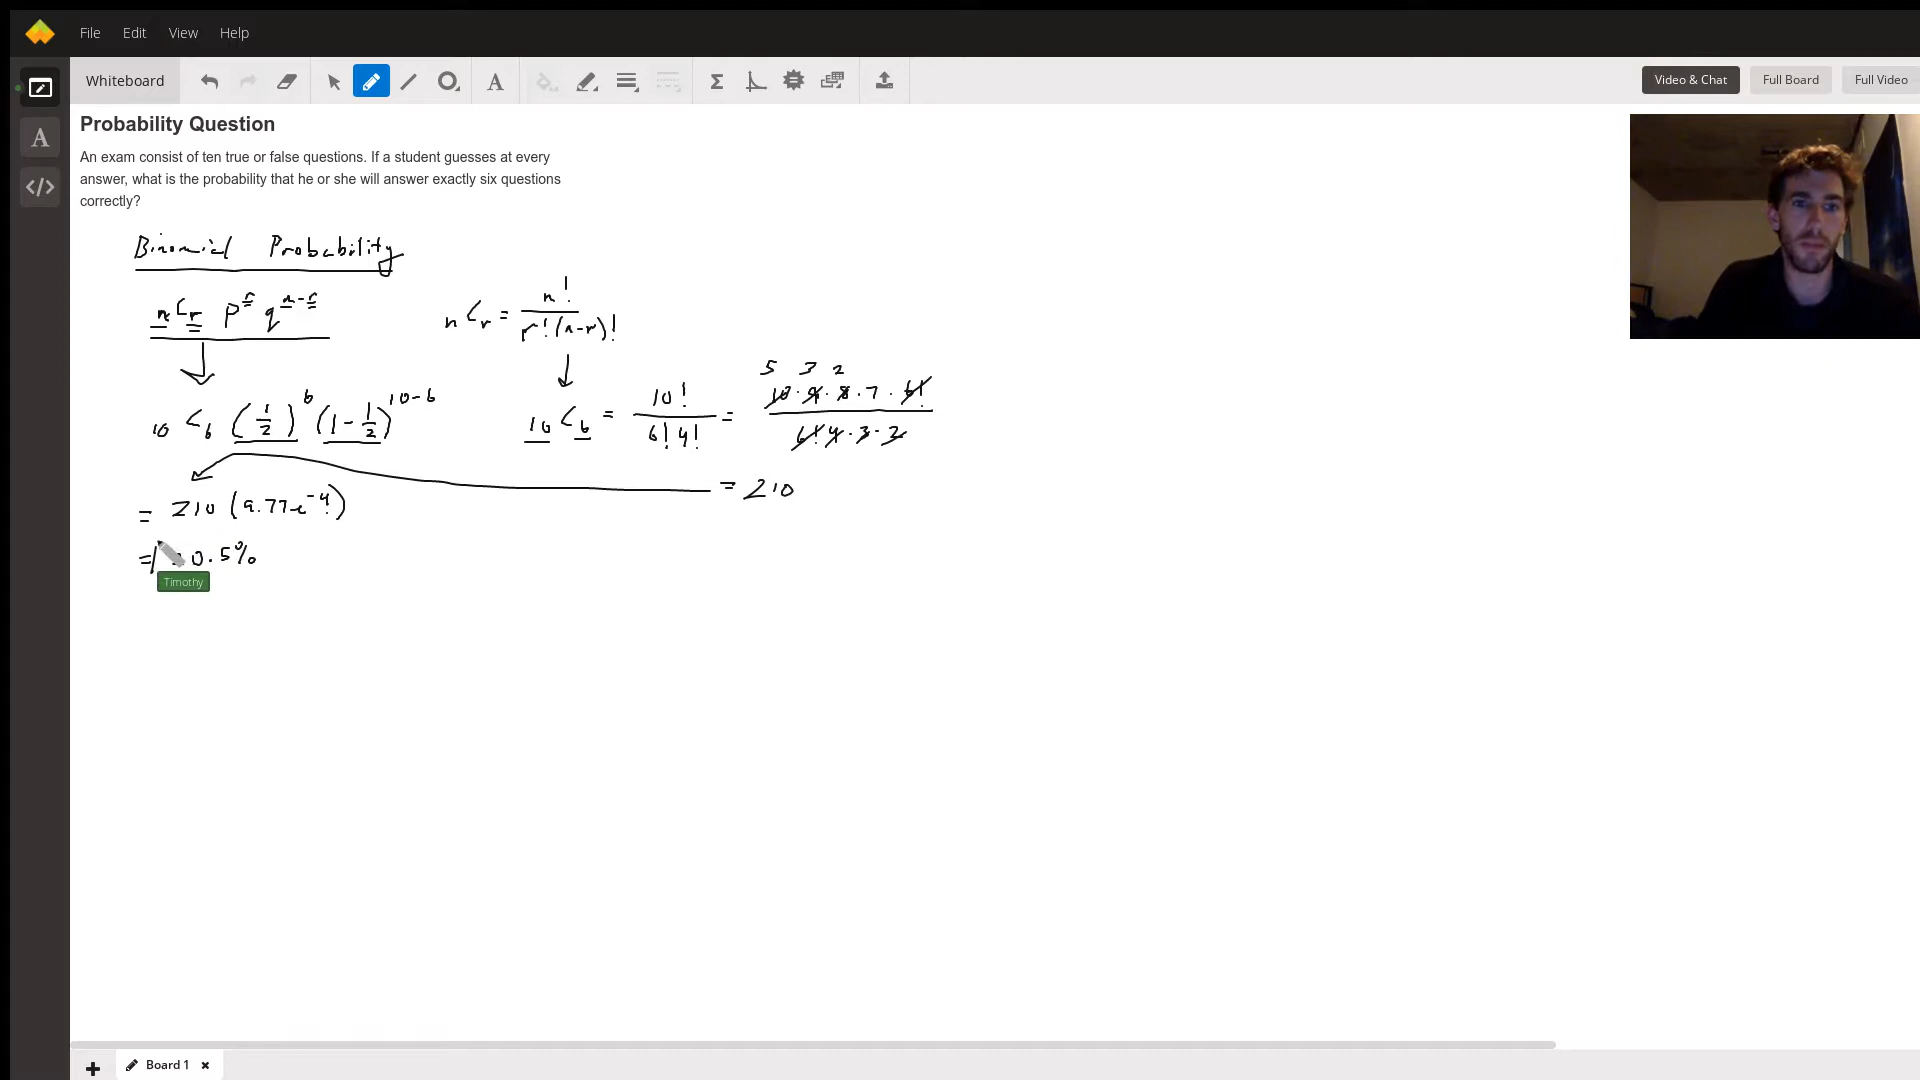 File Edit View Help
Whiteboard
Video & Chat Full Board Full Video
Probability Question
An exam consist of ten true or false questions. If a student guesses at every
answer, what is the probability that he or she will answer exactly six questions
correctly?
Binomial Probability
nCr p^r q^(n-r)
nCr = n! / r!(n-r)!
10C6 (1/2)^6 (1 - 1/2)^(10-6)
10C6 = 10! / 6! 4! = 10 · 9 · 8 · 7 · 6! / 6! 4 · 3 · 2
5 3 2
= 210
= 210 (9.77e^-4)
= 20.5%
Timothy
Board 1